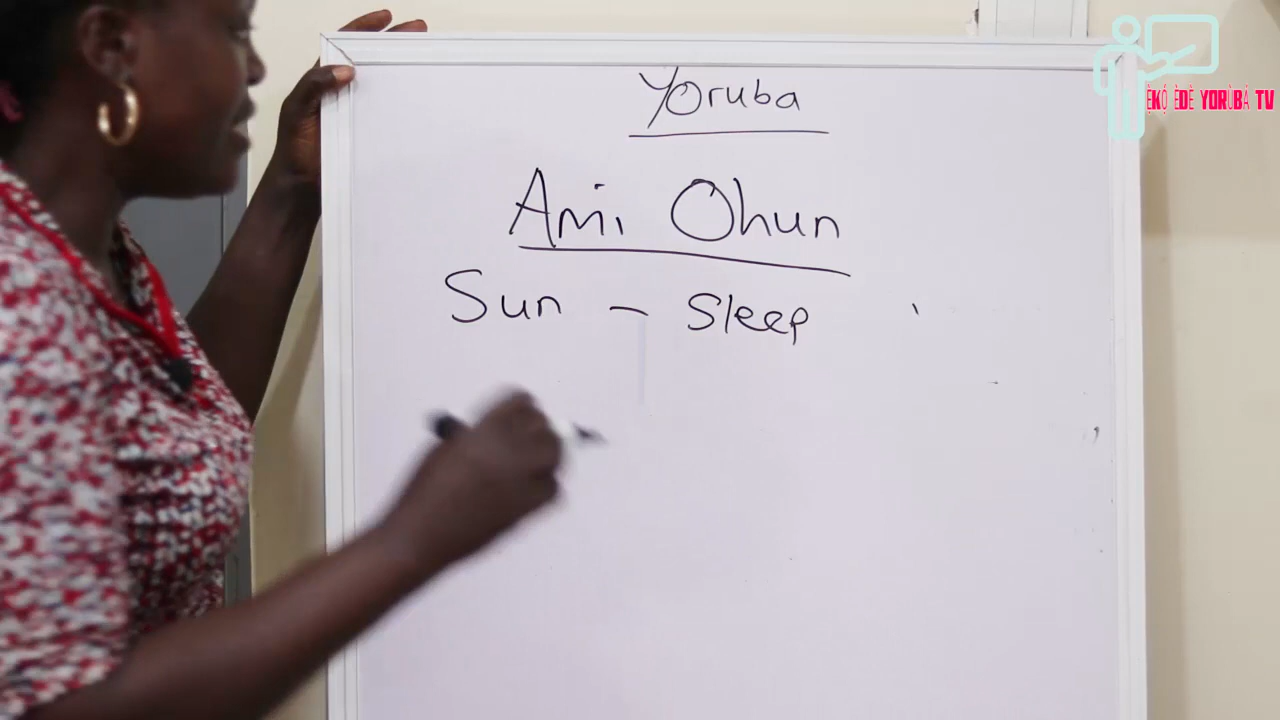 Yoruba
Ami Ohun
Sun – Sleep
ẸKỌ́ ÈDÈ YORÙBÁ TV